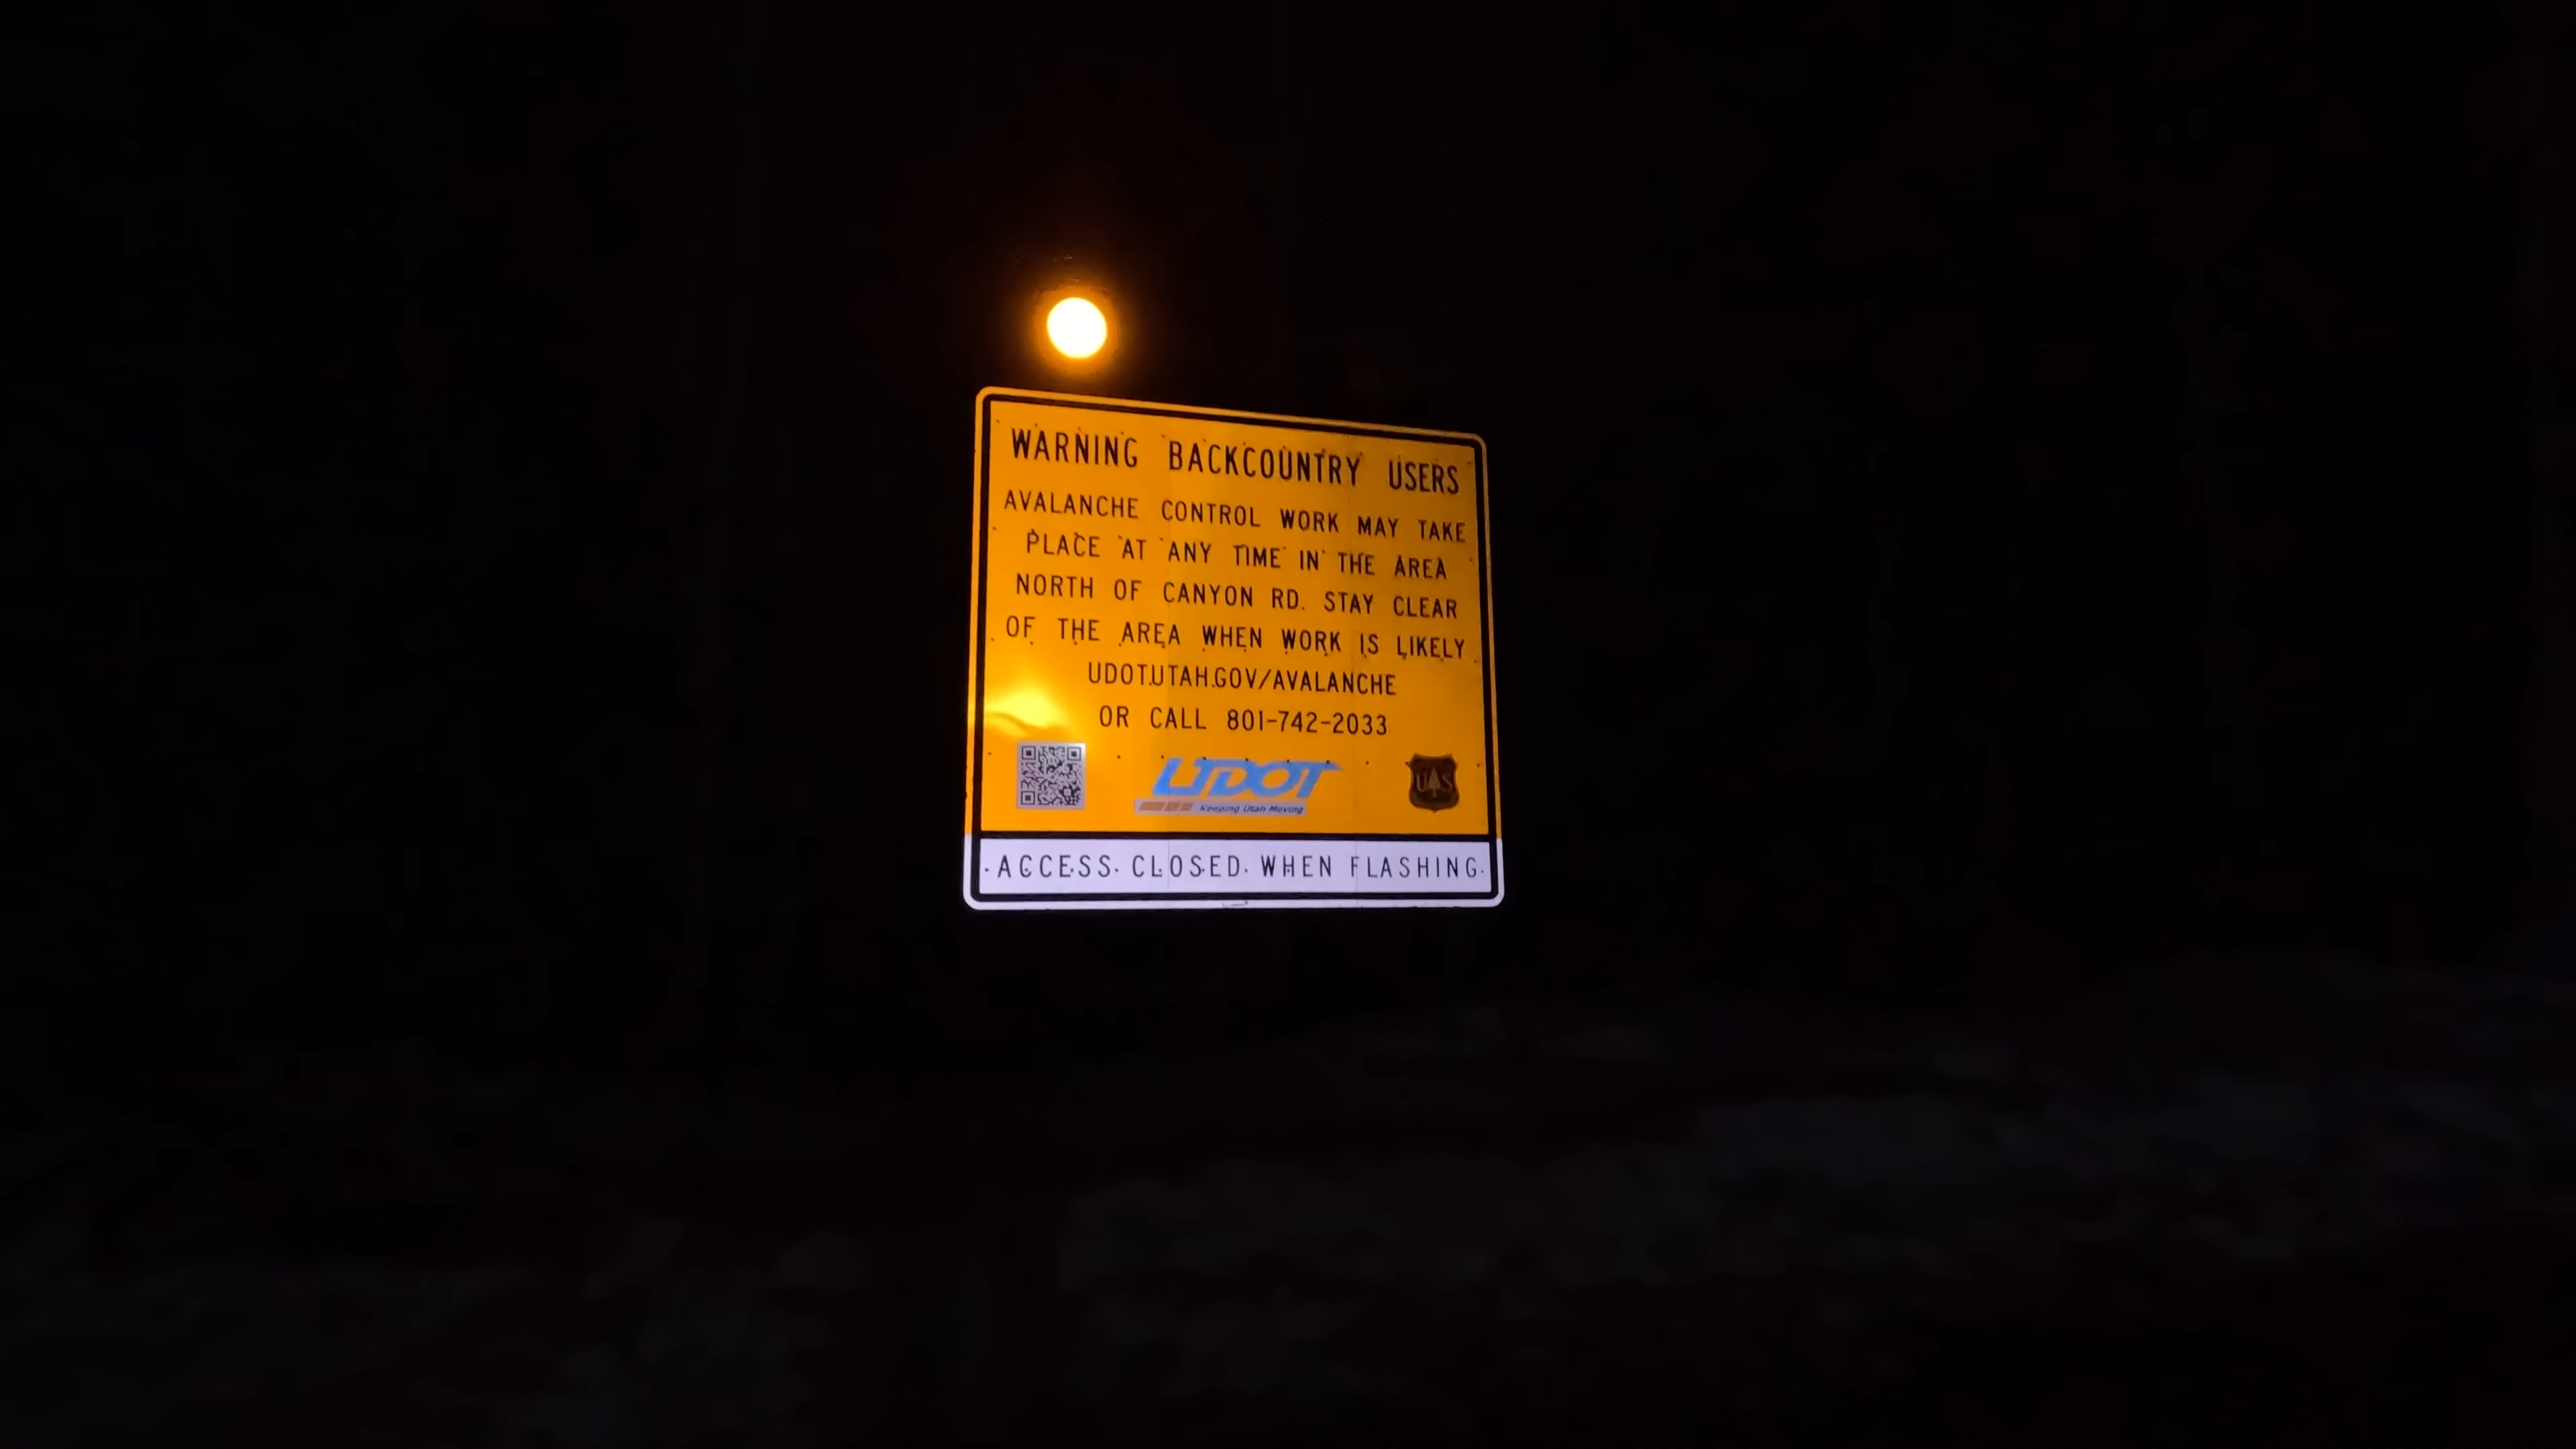 WARNING BACKCOUNTRY USERS
AVALANCHE CONTROL WORK MAY TAKE
PLACE AT ANY TIME IN THE AREA
NORTH OF CANYON RD. STAY CLEAR
OF THE AREA WHEN WORK IS LIKELY
UDOT.UTAH.GOV/AVALANCHE
OR CALL 801-742-2033
UDOT
Keeping Utah Moving
U S
ACCESS CLOSED WHEN FLASHING